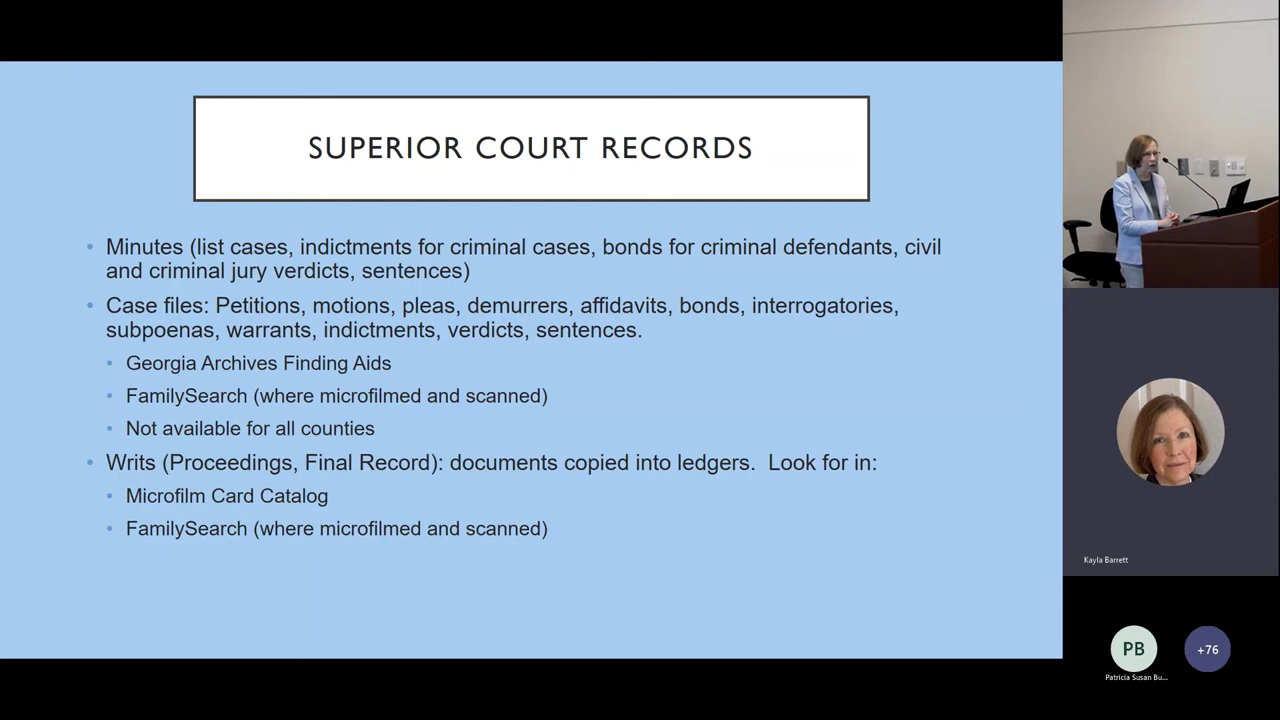 SUPERIOR COURT RECORDS
• Minutes (list cases, indictments for criminal cases, bonds for criminal defendants, civil
and criminal jury verdicts, sentences)
• Case files: Petitions, motions, pleas, demurrers, affidavits, bonds, interrogatories,
subpoenas, warrants, indictments, verdicts, sentences.
• Georgia Archives Finding Aids
• FamilySearch (where microfilmed and scanned)
• Not available for all counties
• Writs (Proceedings, Final Record): documents copied into ledgers.  Look for in:
• Microfilm Card Catalog
• FamilySearch (where microfilmed and scanned)
Kayla Barrett
PB
+76
Patricia Susan Bu...